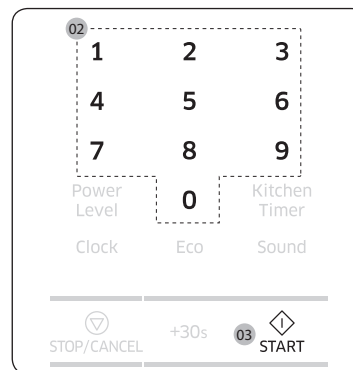 02
1 2 3
4 5 6
7 8 9
Power Level 0 Kitchen Timer
Clock Eco Sound
STOP/CANCEL +30s 03 START